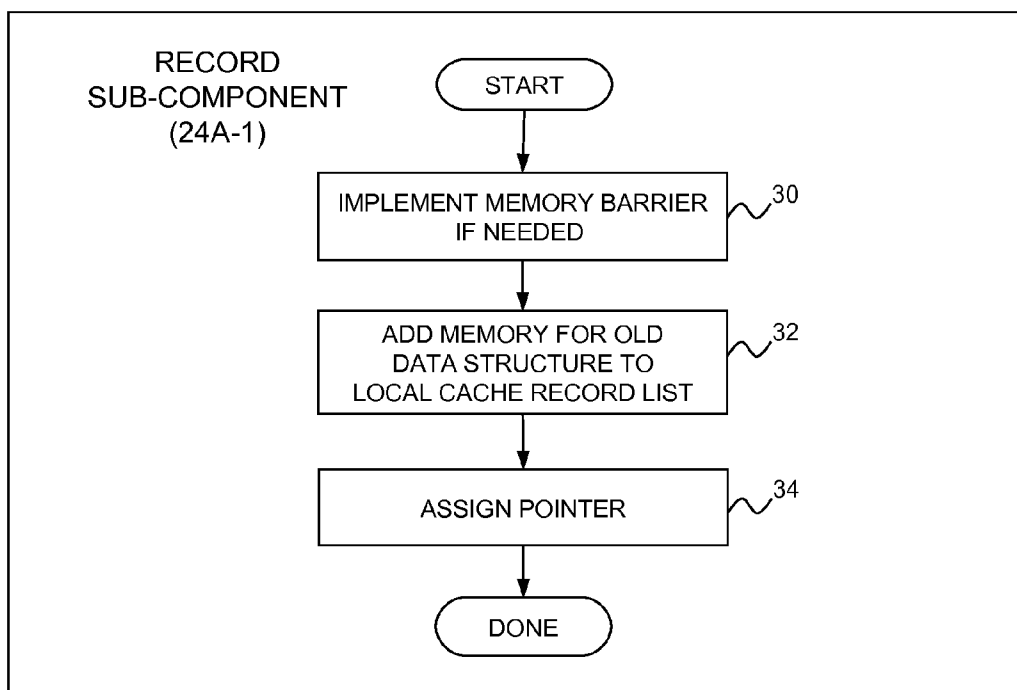 RECORD
SUB-COMPONENT
(24A-1)
START
IMPLEMENT MEMORY BARRIER
IF NEEDED
30
ADD MEMORY FOR OLD
DATA STRUCTURE TO
LOCAL CACHE RECORD LIST
32
ASSIGN POINTER
34
DONE